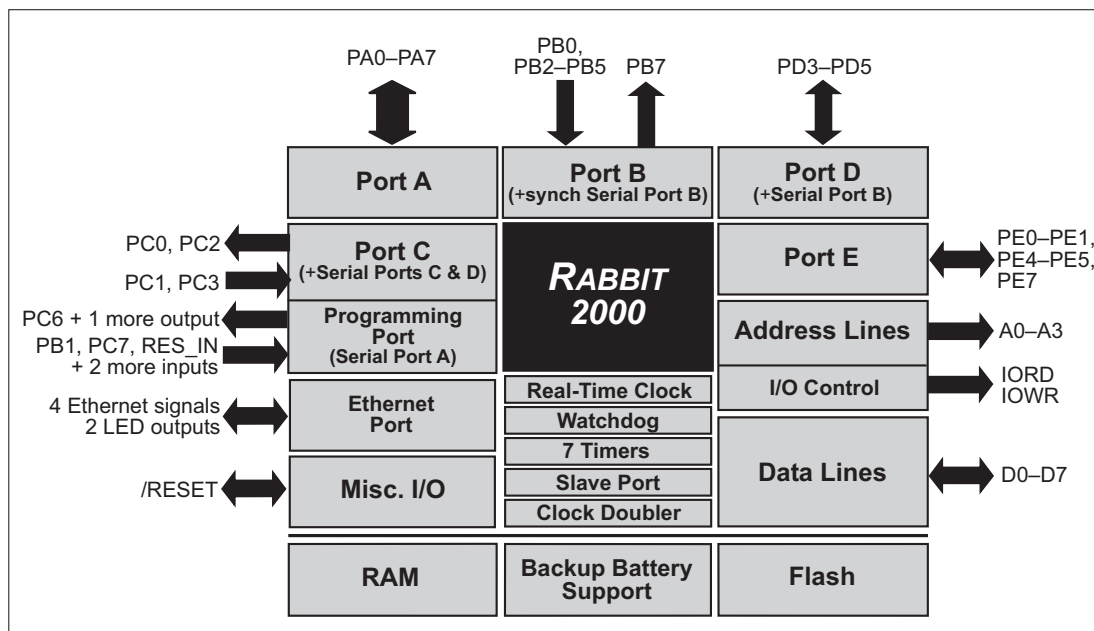 PA0–PA7
PB0,
PB2–PB5
PB7
PD3–PD5
Port A
Port B
(+synch Serial Port B)
Port D
(+Serial Port B)
PC0, PC2
PC1, PC3
Port C
(+Serial Ports C & D)
RABBIT
2000
Port E
PE0–PE1,
PE4–PE5,
PE7
PC6 + 1 more output
PB1, PC7, RES_IN
+ 2 more inputs
Programming
Port
(Serial Port A)
Address Lines
A0–A3
I/O Control
IORD
IOWR
4 Ethernet signals
2 LED outputs
Ethernet
Port
Real-Time Clock
Watchdog
7 Timers
Slave Port
Clock Doubler
Data Lines
D0–D7
/RESET
Misc. I/O
RAM
Backup Battery
Support
Flash